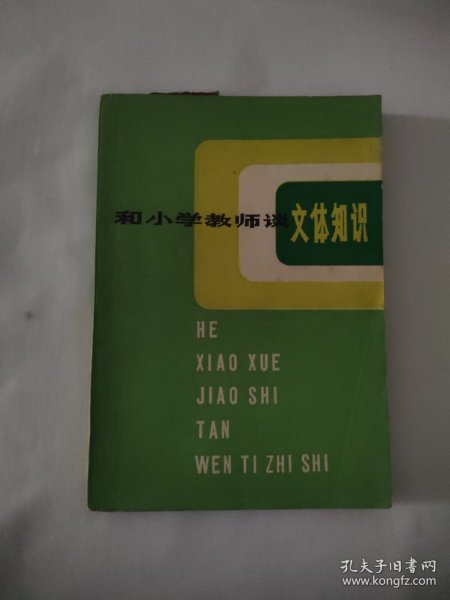 和小学教师谈文体知识
HE
XIAO XUE
JIAO SHI
TAN
WEN TI ZHI SHI
孔夫子旧书网
www.kongfz.com